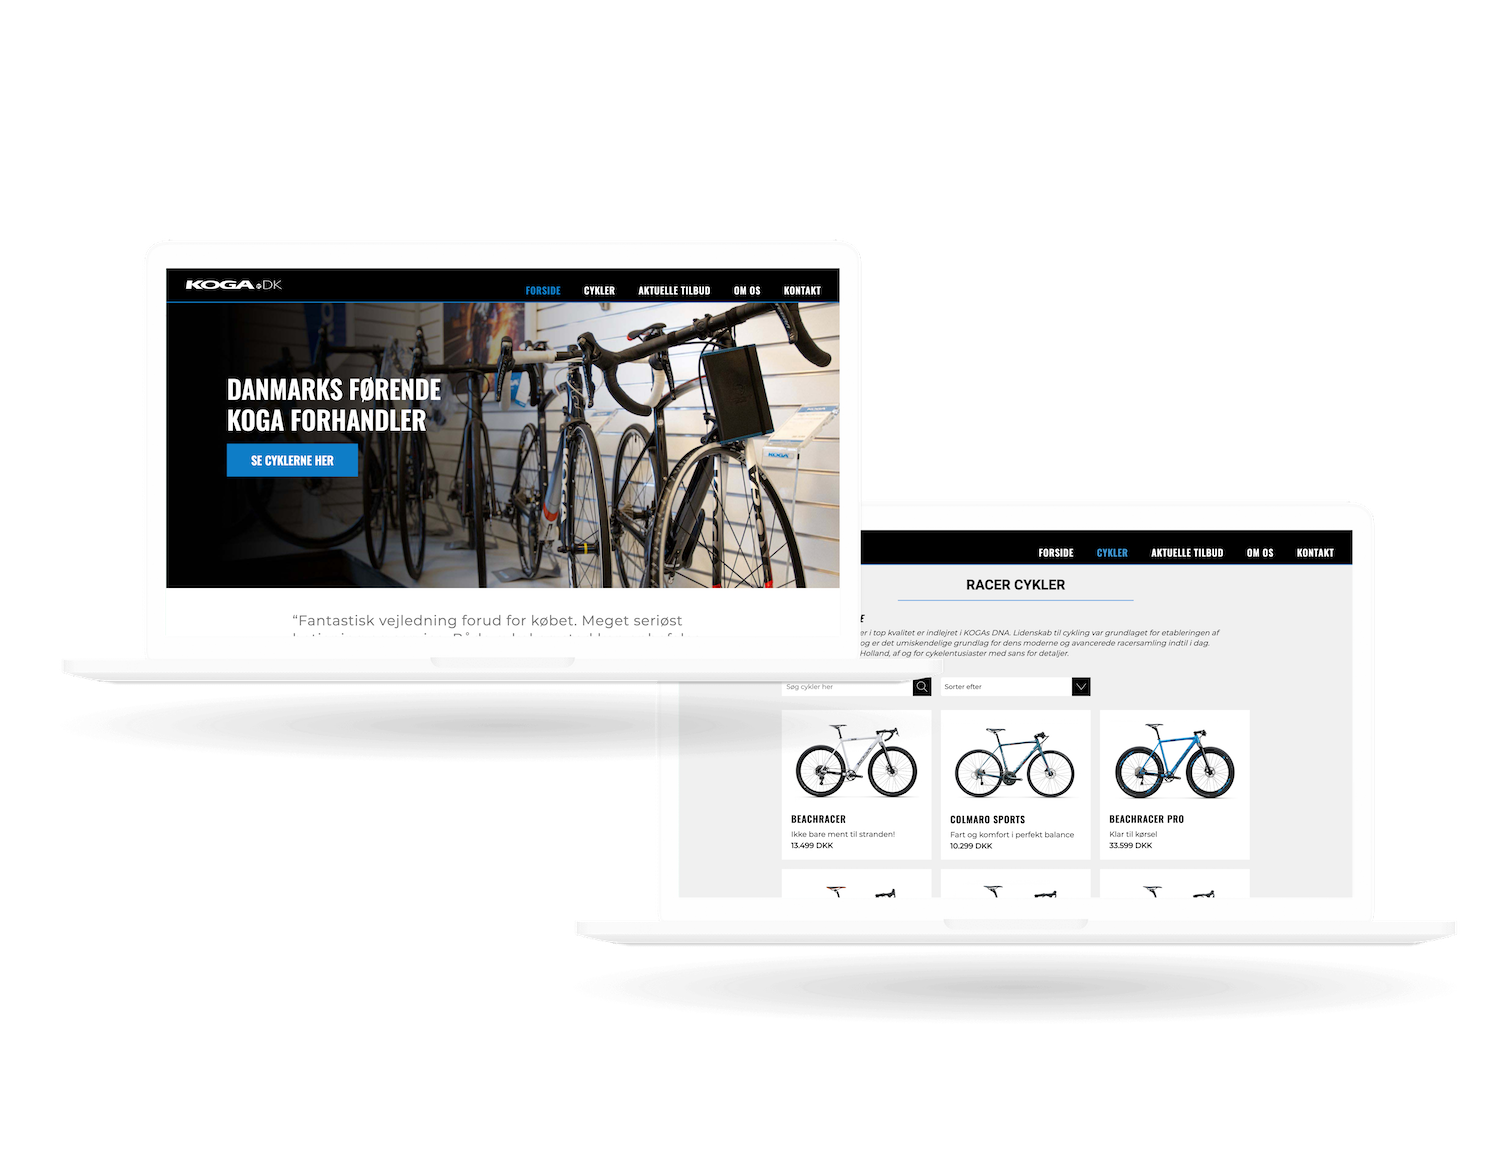 KOGA.DK
FORSIDE CYKLER AKTUELLE TILBUD OM OS KONTAKT
DANMARKS FØRENDE
KOGA FORHANDLER
SE CYKLERNE HER
KOGA
“Fantastisk vejledning forud for købet. Meget seriøst
FORSIDE CYKLER AKTUELLE TILBUD OM OS KONTAKT
RACER CYKLER
er i top kvalitet er indlejret i KOGAs DNA. Lidenskab til cykling var grundlaget for etableringen af
og er det umiskendelige grundlag for dens moderne og avancerede racersamling indtil i dag.
Holland, af og for cykelentusiaster med sans for detaljer.
Søg cykler her
Sorter efter
BEACHRACER
Ikke bare ment til stranden!
13.499 DKK
COLMARO SPORTS
Fart og komfort i perfekt balance
10.299 DKK
BEACHRACER PRO
Klar til kørsel
33.599 DKK